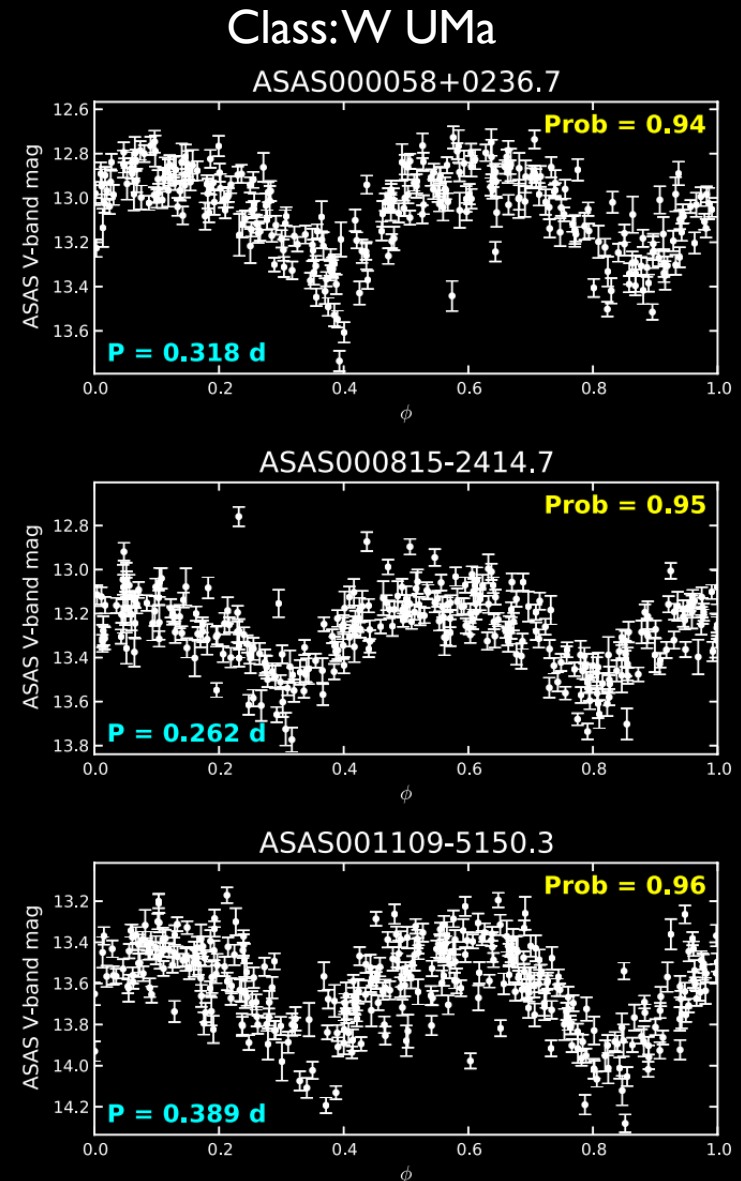 Class: W UMa
ASAS000058+0236.7
Prob = 0.94
P = 0.318 d
ASAS V-band mag
12.6
12.8
13.0
13.2
13.4
13.6
0.0 0.2 0.4 0.6 0.8 1.0
ϕ
ASAS000815-2414.7
Prob = 0.95
P = 0.262 d
ASAS V-band mag
12.8
13.0
13.2
13.4
13.6
13.8
0.0 0.2 0.4 0.6 0.8 1.0
ϕ
ASAS001109-5150.3
Prob = 0.96
P = 0.389 d
ASAS V-band mag
13.2
13.4
13.6
13.8
14.0
14.2
0.0 0.2 0.4 0.6 0.8 1.0
ϕ